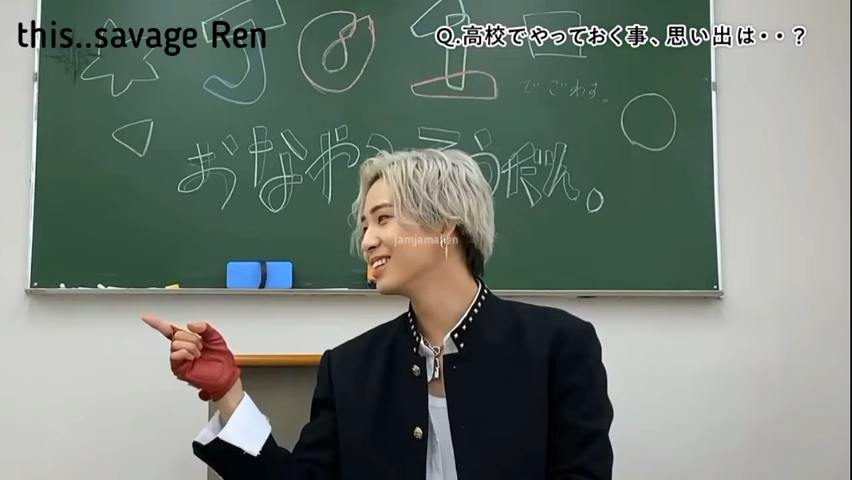 this..savage Ren
Q.高校でやっておく事、思い出は・・？
J⑧1
でごわす。
おなやみそうだん。
jamjamaren